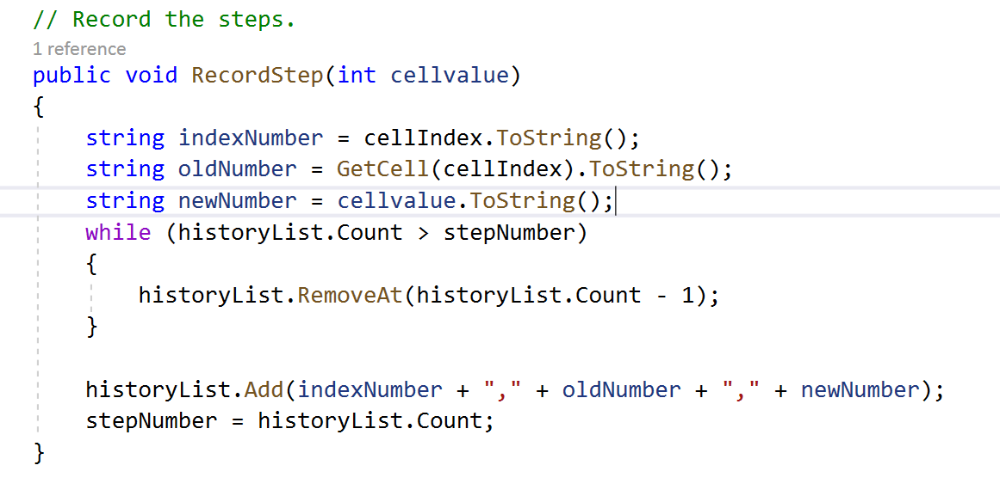 // Record the steps.
1 reference
public void RecordStep(int cellvalue)
{
    string indexNumber = cellIndex.ToString();
    string oldNumber = GetCell(cellIndex).ToString();
    string newNumber = cellvalue.ToString();
    while (historyList.Count > stepNumber)
    {
        historyList.RemoveAt(historyList.Count - 1);
    }

    historyList.Add(indexNumber + "," + oldNumber + "," + newNumber);
    stepNumber = historyList.Count;
}